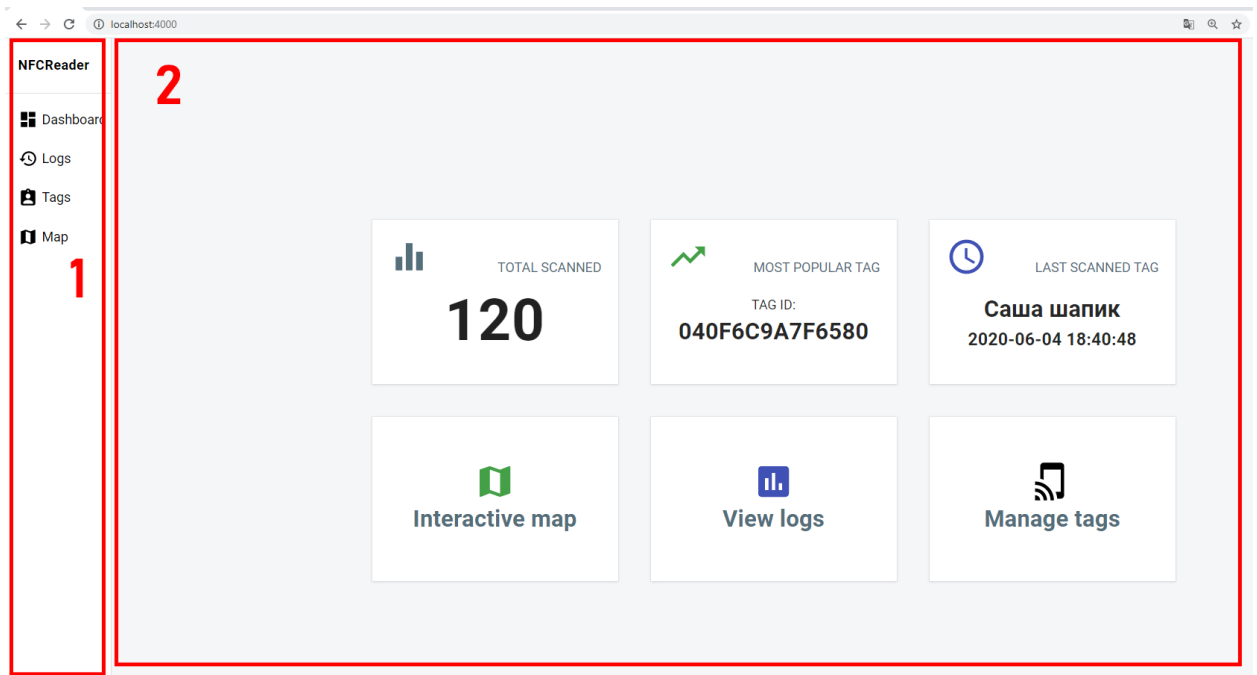 localhost:4000
NFCReader
Dashboard
Logs
Tags
Map
1
2
TOTAL SCANNED
120
MOST POPULAR TAG
TAG ID:
040F6C9A7F6580
LAST SCANNED TAG
Саша шапик
2020-06-04 18:40:48
Interactive map
View logs
Manage tags